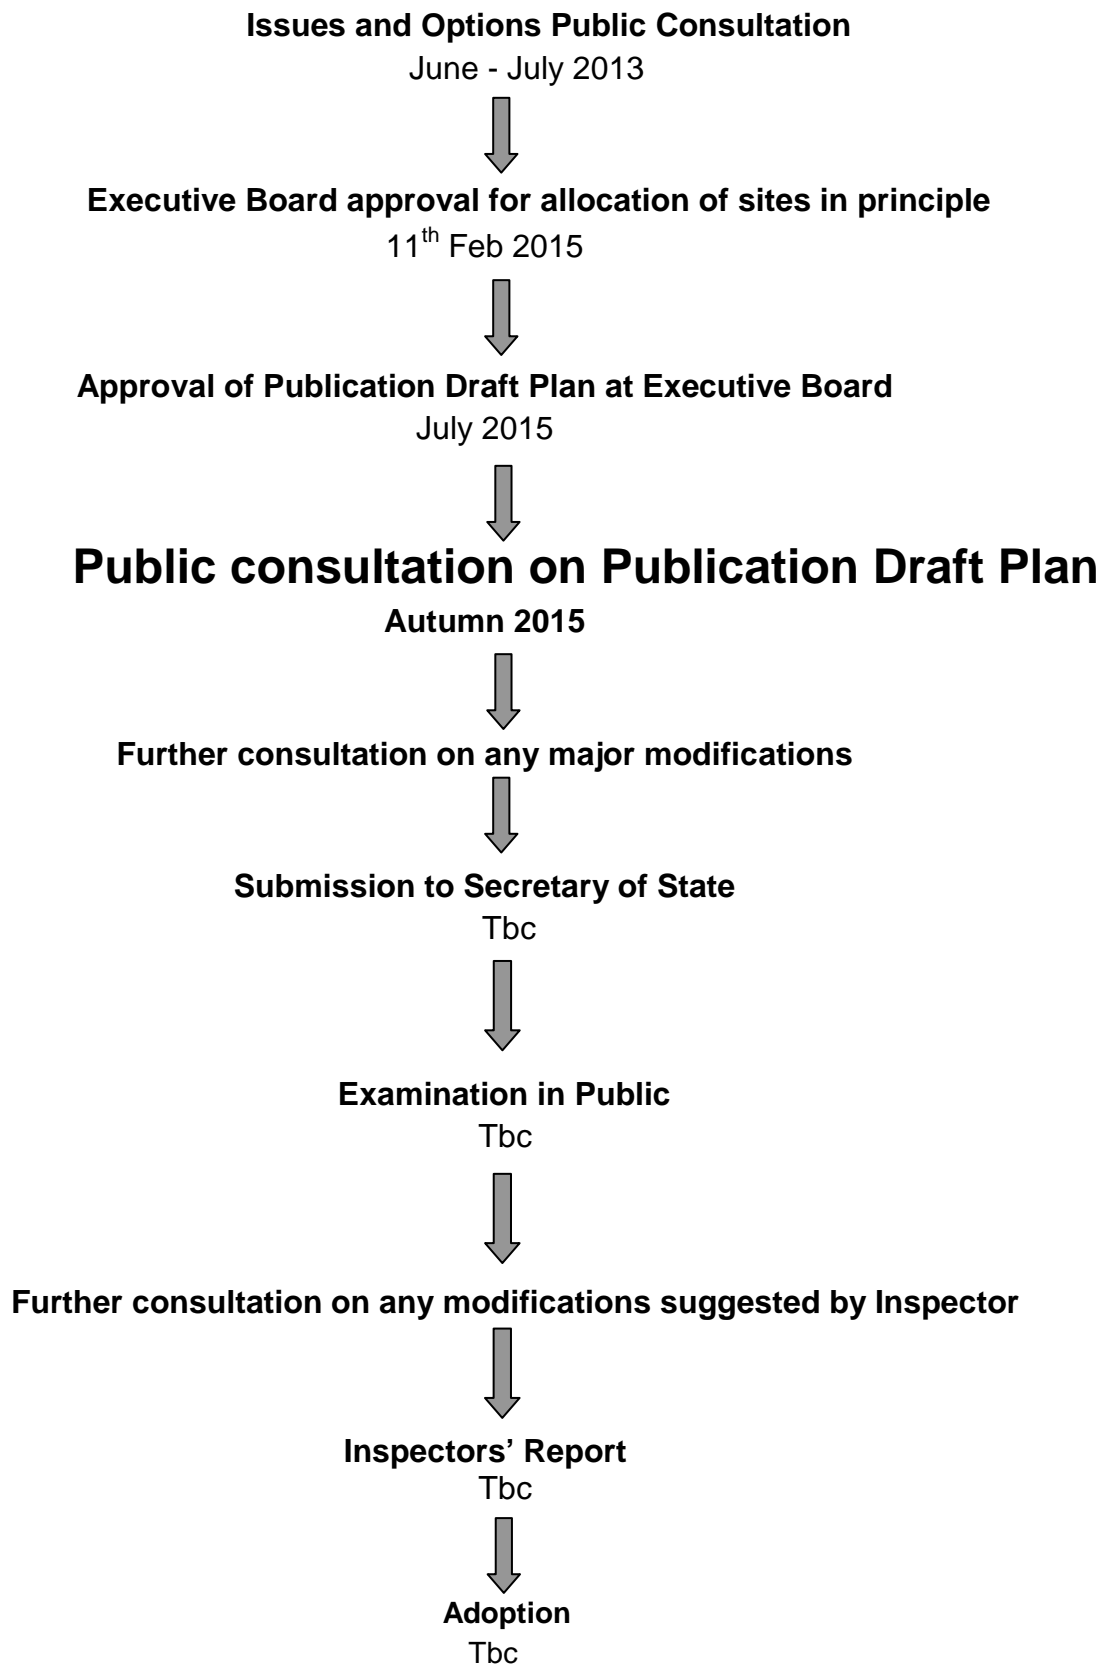 Issues and Options Public Consultation
June - July 2013
Executive Board approval for allocation of sites in principle
11th Feb 2015
Approval of Publication Draft Plan at Executive Board
July 2015
Public consultation on Publication Draft Plan
Autumn 2015
Further consultation on any major modifications
Submission to Secretary of State
Tbc
Examination in Public
Tbc
Further consultation on any modifications suggested by Inspector
Inspectors’ Report
Tbc
Adoption
Tbc